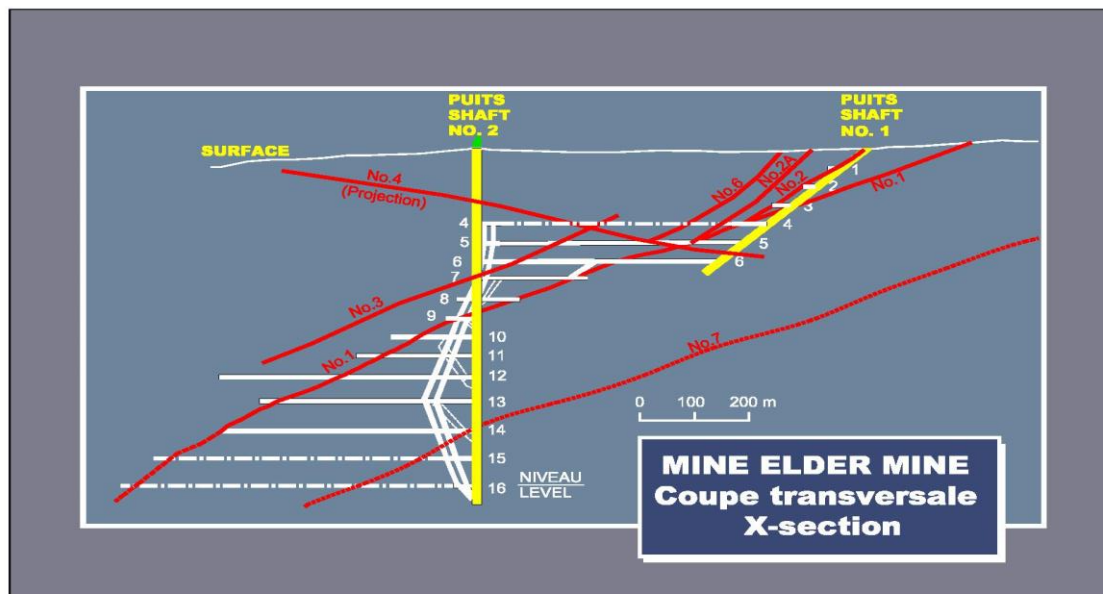 PUITS
SHAFT
NO. 2
PUITS
SHAFT
NO. 1
SURFACE
No.4
(Projection)
No.6
No.2A
No.2
No.1
1
2
3
4
5
6
4
5
6
7
8
9
No.3
No.1
No.7
10
11
12
13
14
15
16
NIVEAU
LEVEL
0 100 200 m
MINE ELDER MINE
Coupe transversale
X-section